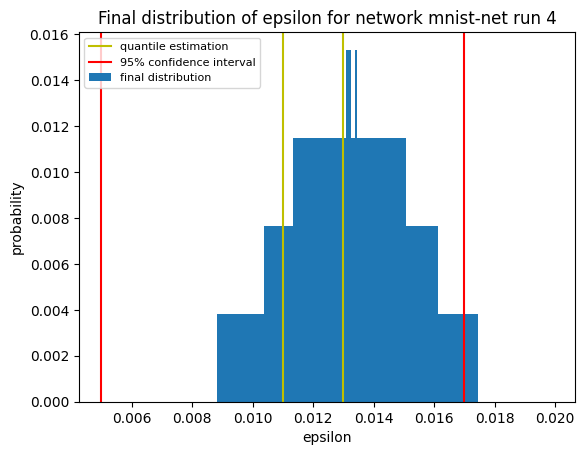 Final distribution of epsilon for network mnist-net run 4
0.016
quantile estimation
95% confidence interval
final distribution
0.014
0.012
0.010
probability
0.008
0.006
0.004
0.002
0.000
0.006 0.008 0.010 0.012 0.014 0.016 0.018 0.020
epsilon